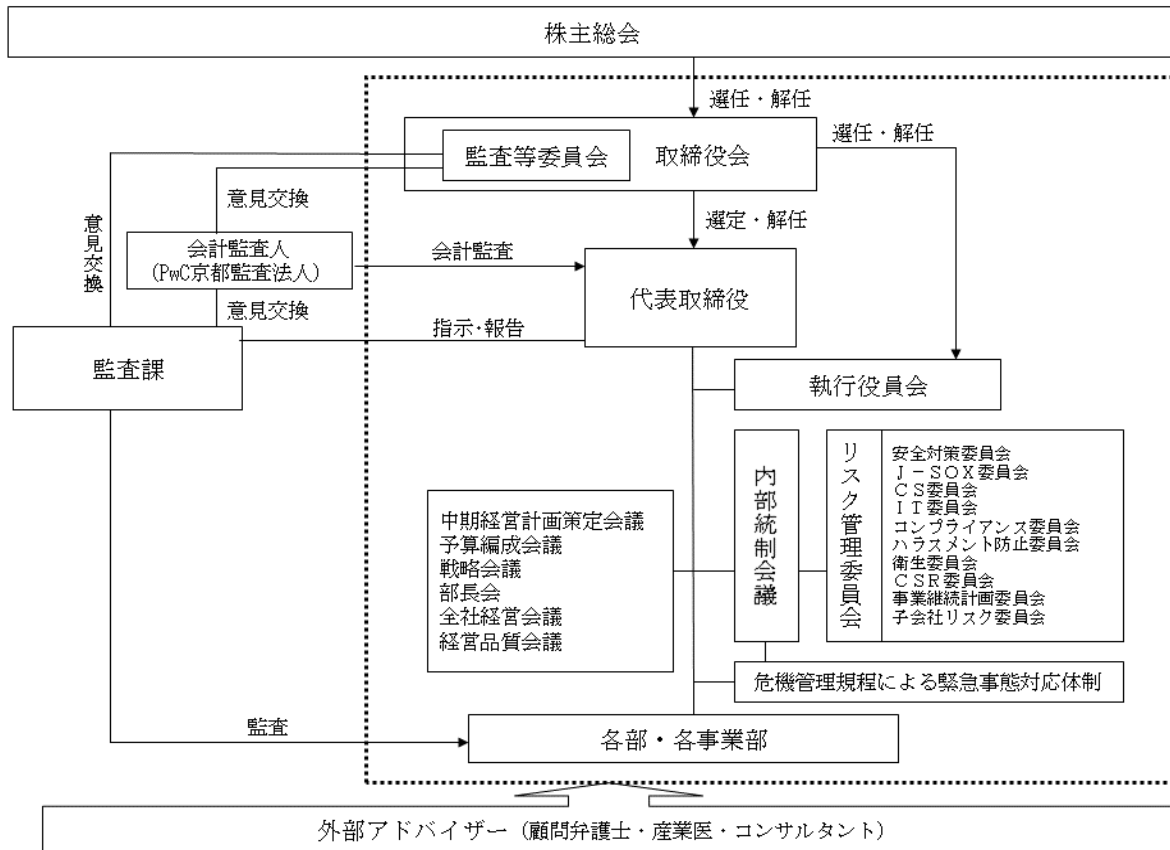 株主総会
選任・解任
選任・解任
監査等委員会
取締役会
意見交換
意見交換
選定・解任
会計監査人
(PwC京都監査法人)
会計監査
代表取締役
意見交換
指示・報告
監査課
執行役員会
中期経営計画策定会議
予算編成会議
戦略会議
部長会
全社経営会議
経営品質会議
内部統制会議
リスク管理委員会
安全対策委員会
J-SOX委員会
CS委員会
IT委員会
コンプライアンス委員会
ハラスメント防止委員会
衛生委員会
CSR委員会
事業継続計画委員会
子会社リスク委員会
危機管理規程による緊急事態対応体制
監査
各部・各事業部
外部アドバイザー（顧問弁護士・産業医・コンサルタント）